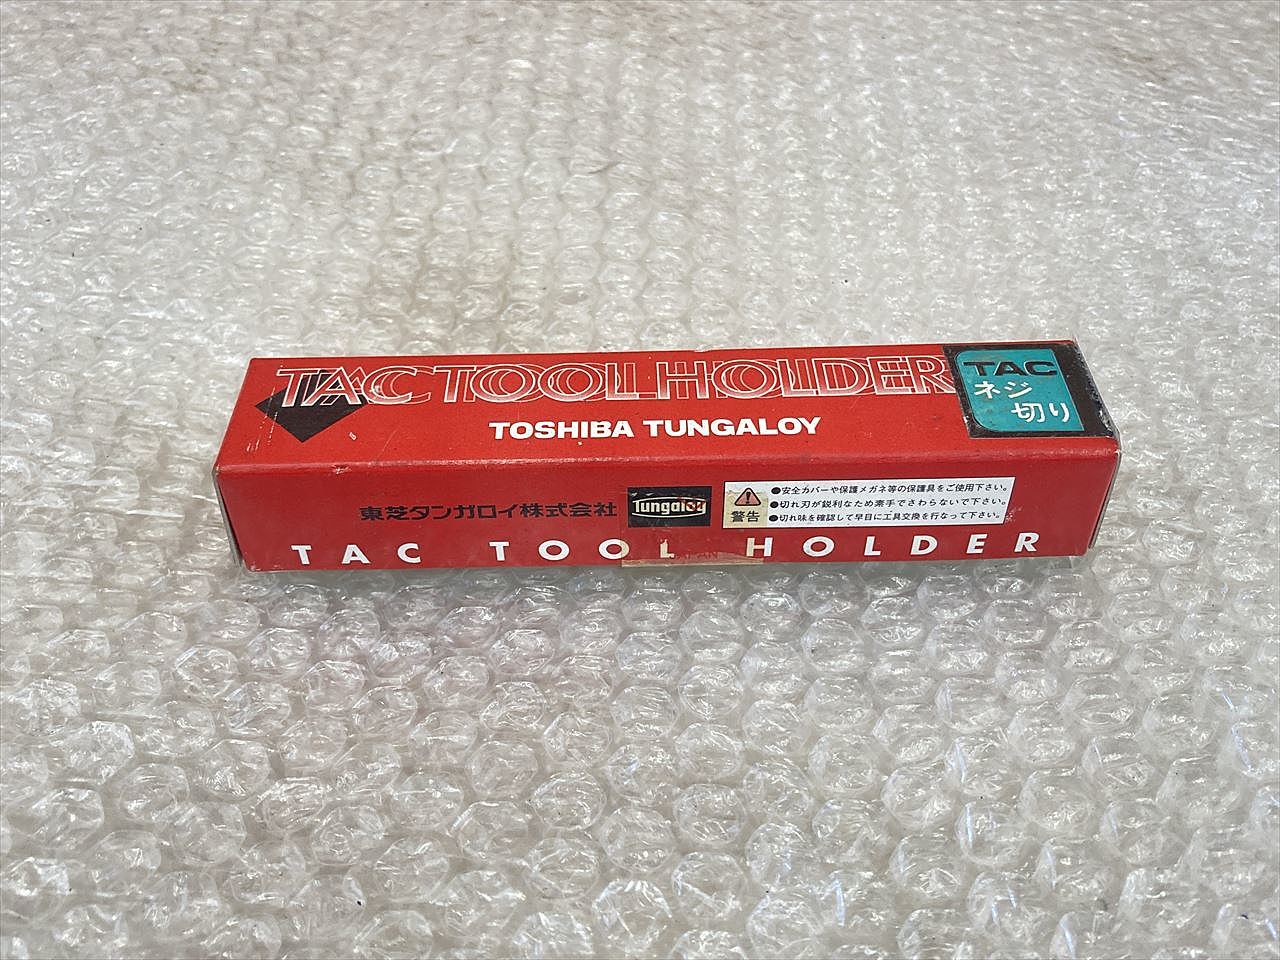 TAC TOOL HOLDER
TOSHIBA TUNGALOY
TAC
ネジ
切り
東芝タンガロイ株式会社
Tungaloy
警告
●安全カバーや保護メガネ等の保護具をご使用下さい。
●切れ刃が鋭利なため素手でさわらないで下さい。
●切れ味を確認して早目に工具交換を行なって下さい。
TAC TOOL HOLDER